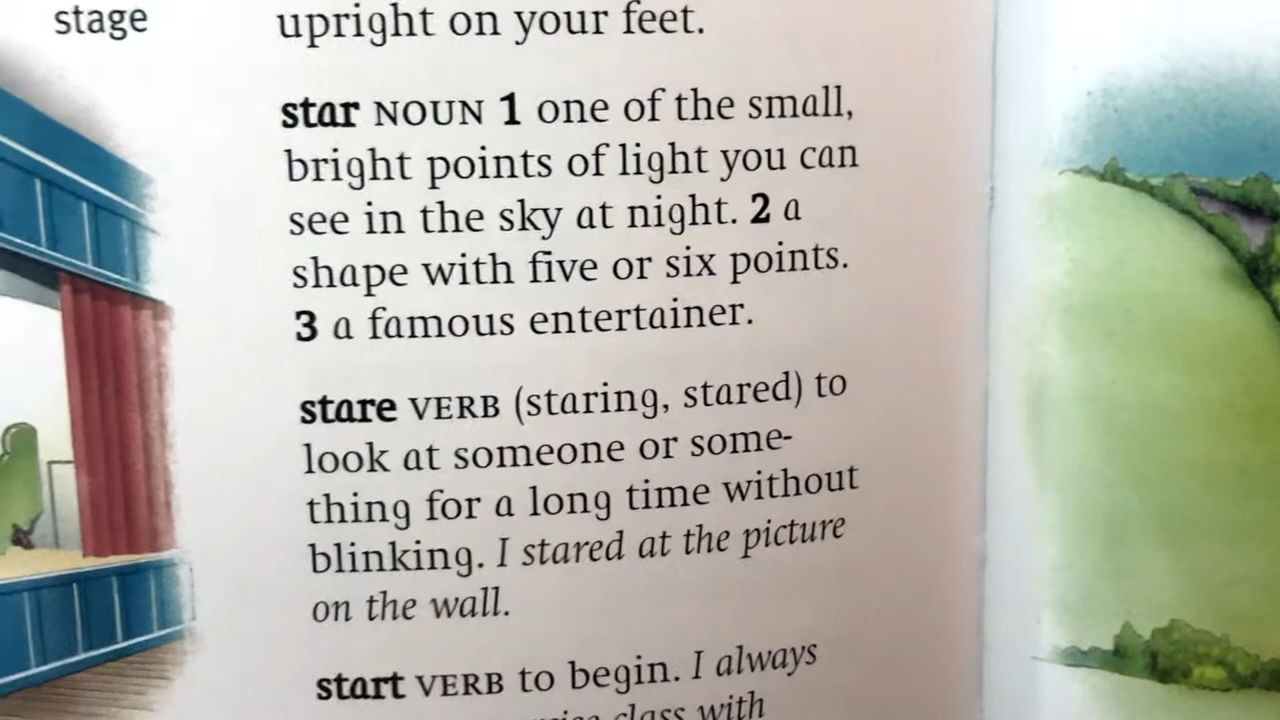 stage
upright on your feet.
star NOUN 1 one of the small,
bright points of light you can
see in the sky at night. 2 a
shape with five or six points.
3 a famous entertainer.
stare VERB (staring, stared) to
look at someone or some-
thing for a long time without
blinking. I stared at the picture
on the wall.
start VERB to begin. I always
class with